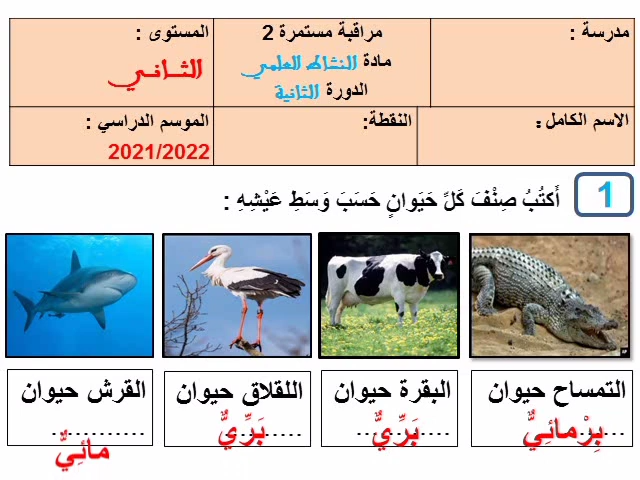 مدرسة :
مراقبة مستمرة 2
مادة النشاط العلمي
الدورة الثانية
المستوى :
الثاني
الاسم الكامل:
النقطة:
الموسم الدراسي :
2021/2022
1 أَكتُبُ صِنْفَ كَلِّ حَيَوانٍ حَسَبَ وَسَطِ عَيْشِهِ :
التمساح حيوان
بِرْمائِيٌّ
البقرة حيوان
بَرِّيٌّ
اللقلاق حيوان
بَرِّيٌّ
القرش حيوان
............
مائِيٌّ